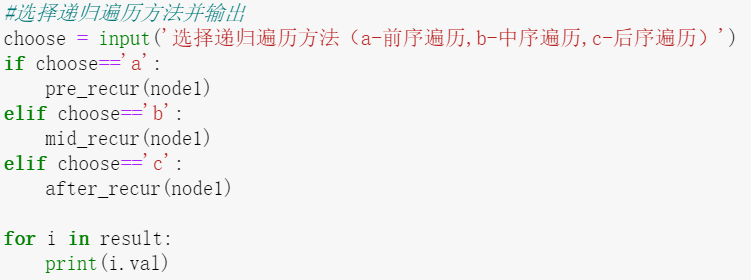 #选择递归遍历方法并输出
choose = input('选择递归遍历方法（a-前序遍历,b-中序遍历,c-后序遍历）')
if choose=='a':
    pre_recur(node1)
elif choose=='b':
    mid_recur(node1)
elif choose=='c':
    after_recur(node1)

for i in result:
    print(i.val)